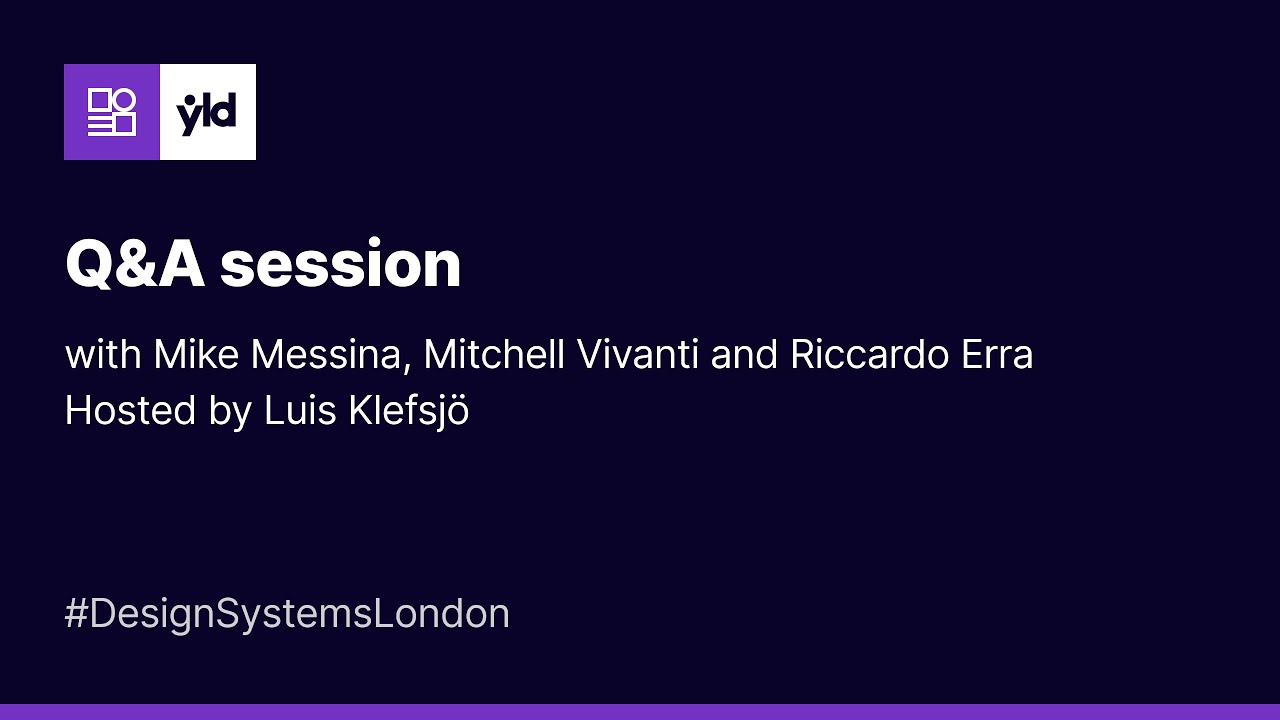 yld
Q&A session
with Mike Messina, Mitchell Vivanti and Riccardo Erra
Hosted by Luis Klefsjö
#DesignSystemsLondon